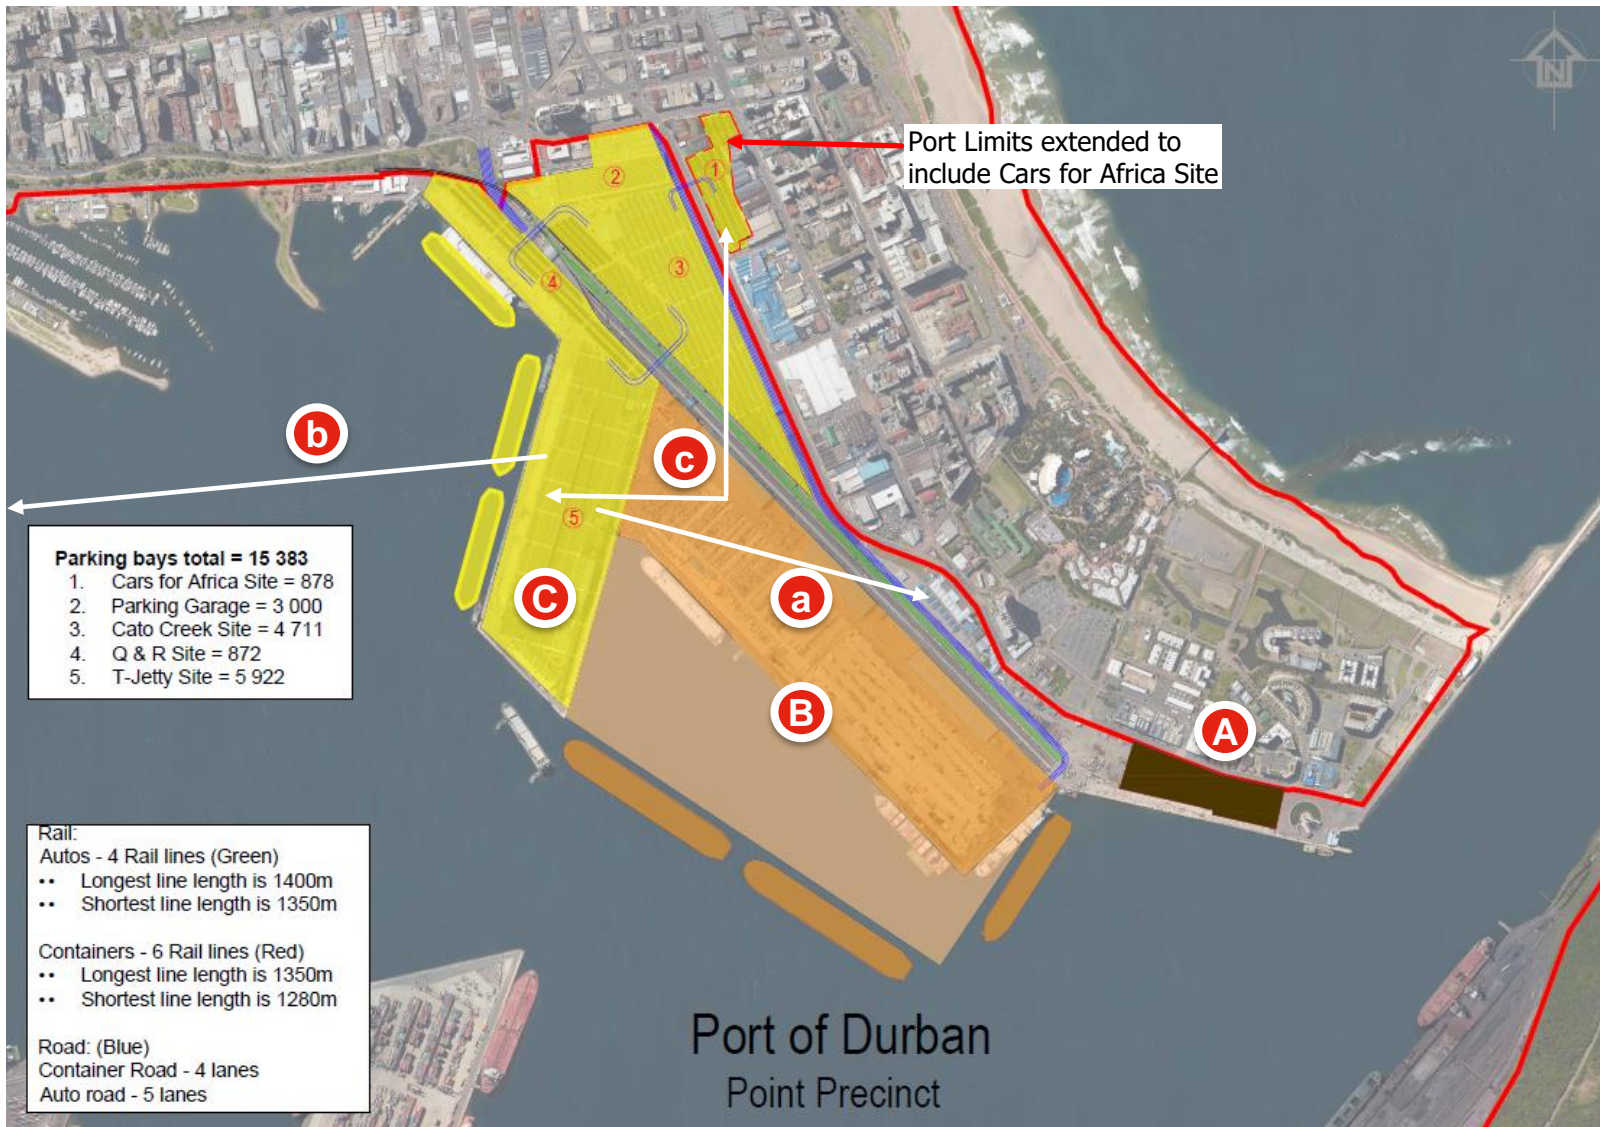 N
Port Limits extended to
include Cars for Africa Site
1
2
3
4
b
c
5
C
a
B
A
Parking bays total = 15 383
1. Cars for Africa Site = 878
2. Parking Garage = 3 000
3. Cato Creek Site = 4 711
4. Q & R Site = 872
5. T-Jetty Site = 5 922
Rail:
Autos - 4 Rail lines (Green)
•• Longest line length is 1400m
•• Shortest line length is 1350m
Containers - 6 Rail lines (Red)
•• Longest line length is 1350m
•• Shortest line length is 1280m
Road: (Blue)
Container Road - 4 lanes
Auto road - 5 lanes
Port of Durban
Point Precinct